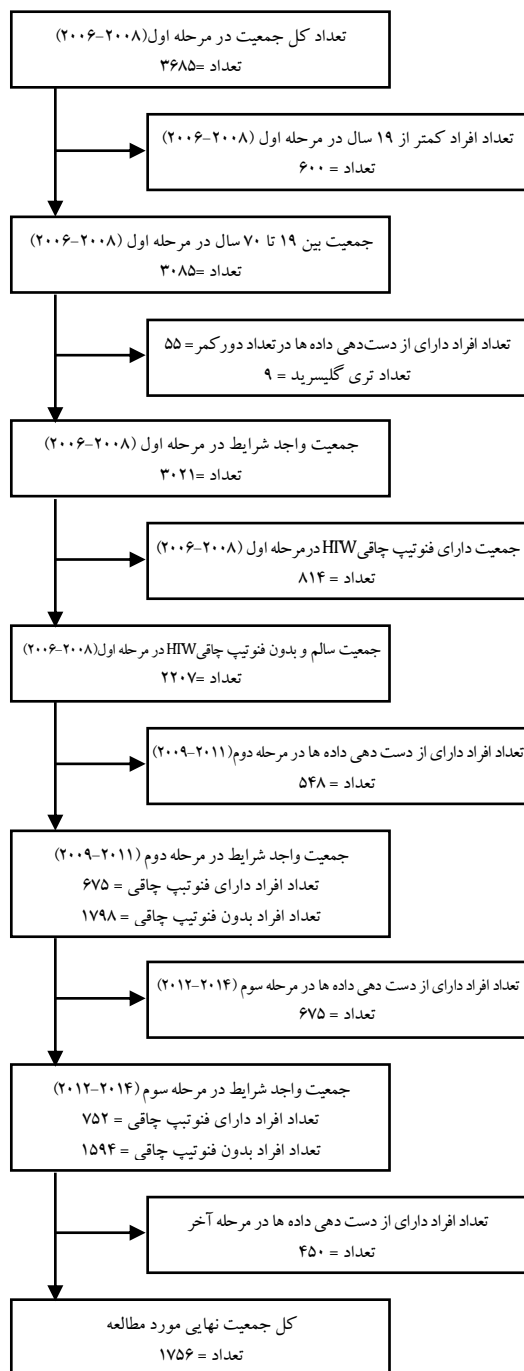 تعداد کل جمعیت در مرحله اول(۲۰۰۸-۲۰۰۶)
تعداد =۳۶۸۵
تعداد افراد کمتر از ۱۹ سال در مرحله اول (۲۰۰۸-۲۰۰۶)
تعداد = ۶۰۰
جمعیت بین ۱۹ تا ۷۰ سال در مرحله اول (۲۰۰۸-۲۰۰۶)
تعداد =۳۰۸۵
تعداد افراد دارای از دست‌دهی داده ها درتعداد دورکمر= ۵۵
تعداد تری گلیسرید = ۹
جمعیت واجد شرایط در مرحله اول (۲۰۰۸-۲۰۰۶)
تعداد =۳۰۲۱
جمعیت دارای فنوتیپ چاقیHTW درمرحله اول (۲۰۰۸-۲۰۰۶)
تعداد = ۸۱۴
جمعیت سالم و بدون فنوتیپ چاقیHTW در مرحله اول(۲۰۰۸-۲۰۰۶)
تعداد =۲۲۰۷
تعداد افراد دارای از دست دهی داده ها در مرحله دوم(۲۰۱۱-۲۰۰۹)
تعداد = ۵۴۸
جمعیت واجد شرایط در مرحله دوم (۲۰۱۱-۲۰۰۹)
تعداد افراد دارای فنوتیپ چاقی = ۶۷۵
تعداد افراد بدون فنوتیپ چاقی = ۱۷۹۸
تعداد افراد دارای از دست دهی داده ها در مرحله سوم (۲۰۱۴-۲۰۱۲)
تعداد = ۶۷۵
جمعیت واجد شرایط در مرحله سوم (۲۰۱۴-۲۰۱۲)
تعداد افراد دارای فنوتیپ چاقی = ۷۵۲
تعداد افراد بدون فنوتیپ چاقی = ۱۵۹۴
تعداد افراد دارای از دست دهی داده ها در مرحله آخر
تعداد = ۴۵۰
کل جمعیت نهایی مورد مطالعه
تعداد = ۱۷۵۶